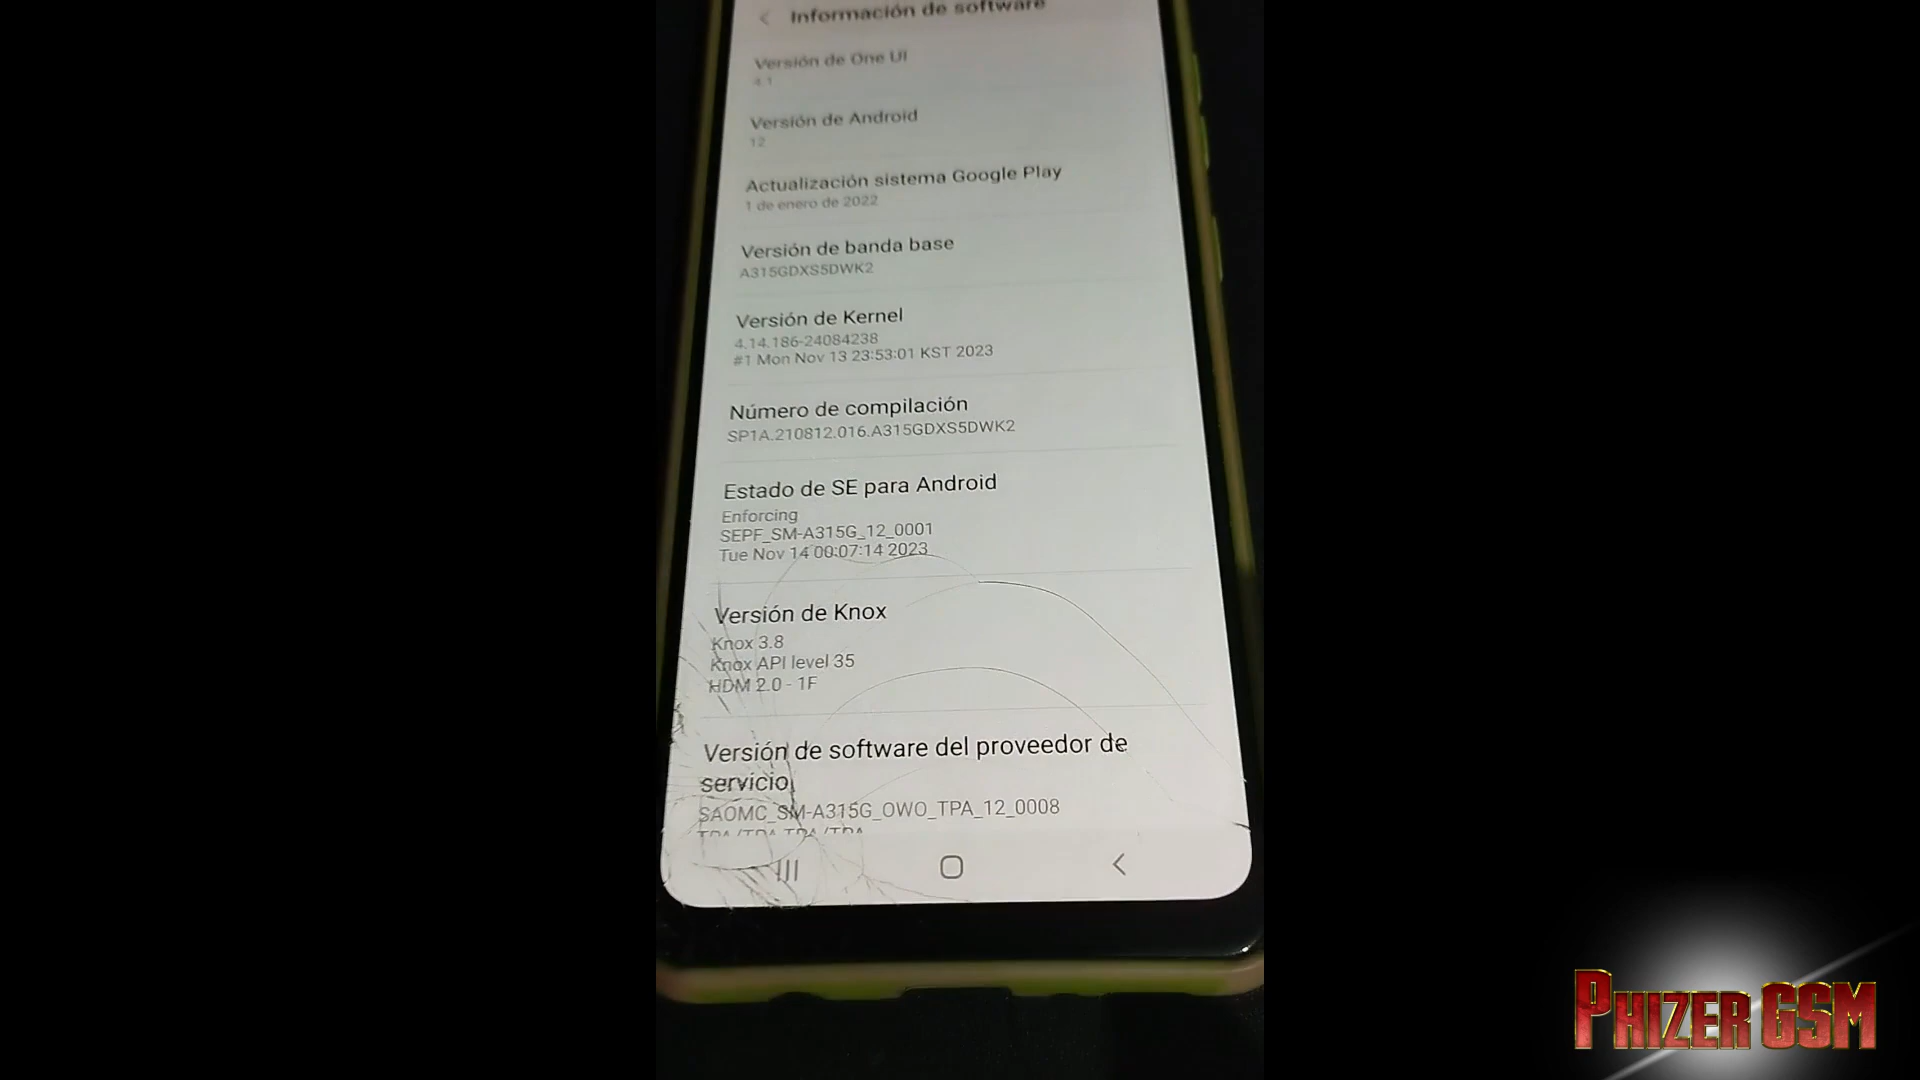 Información de software
Versión de One UI
4.1
Versión de Android
12
Actualización sistema Google Play
1 de enero de 2022
Versión de banda base
A315GDXS5DWK2
Versión de Kernel
4.14.186-24084238
#1 Mon Nov 13 23:53:01 KST 2023
Número de compilación
SP1A.210812.016.A315GDXS5DWK2
Estado de SE para Android
Enforcing
SEPF_SM-A315G_12_0001
Tue Nov 14 00:07:14 2023
Versión de Knox
Knox 3.8
Knox API level 35
HDM 2.0 - 1F
Versión de software del proveedor de
servicio
SAOMC_SM-A315G_OWO_TPA_12_0008
TPA/TPA,TPA/TPA
PHIZER GSM